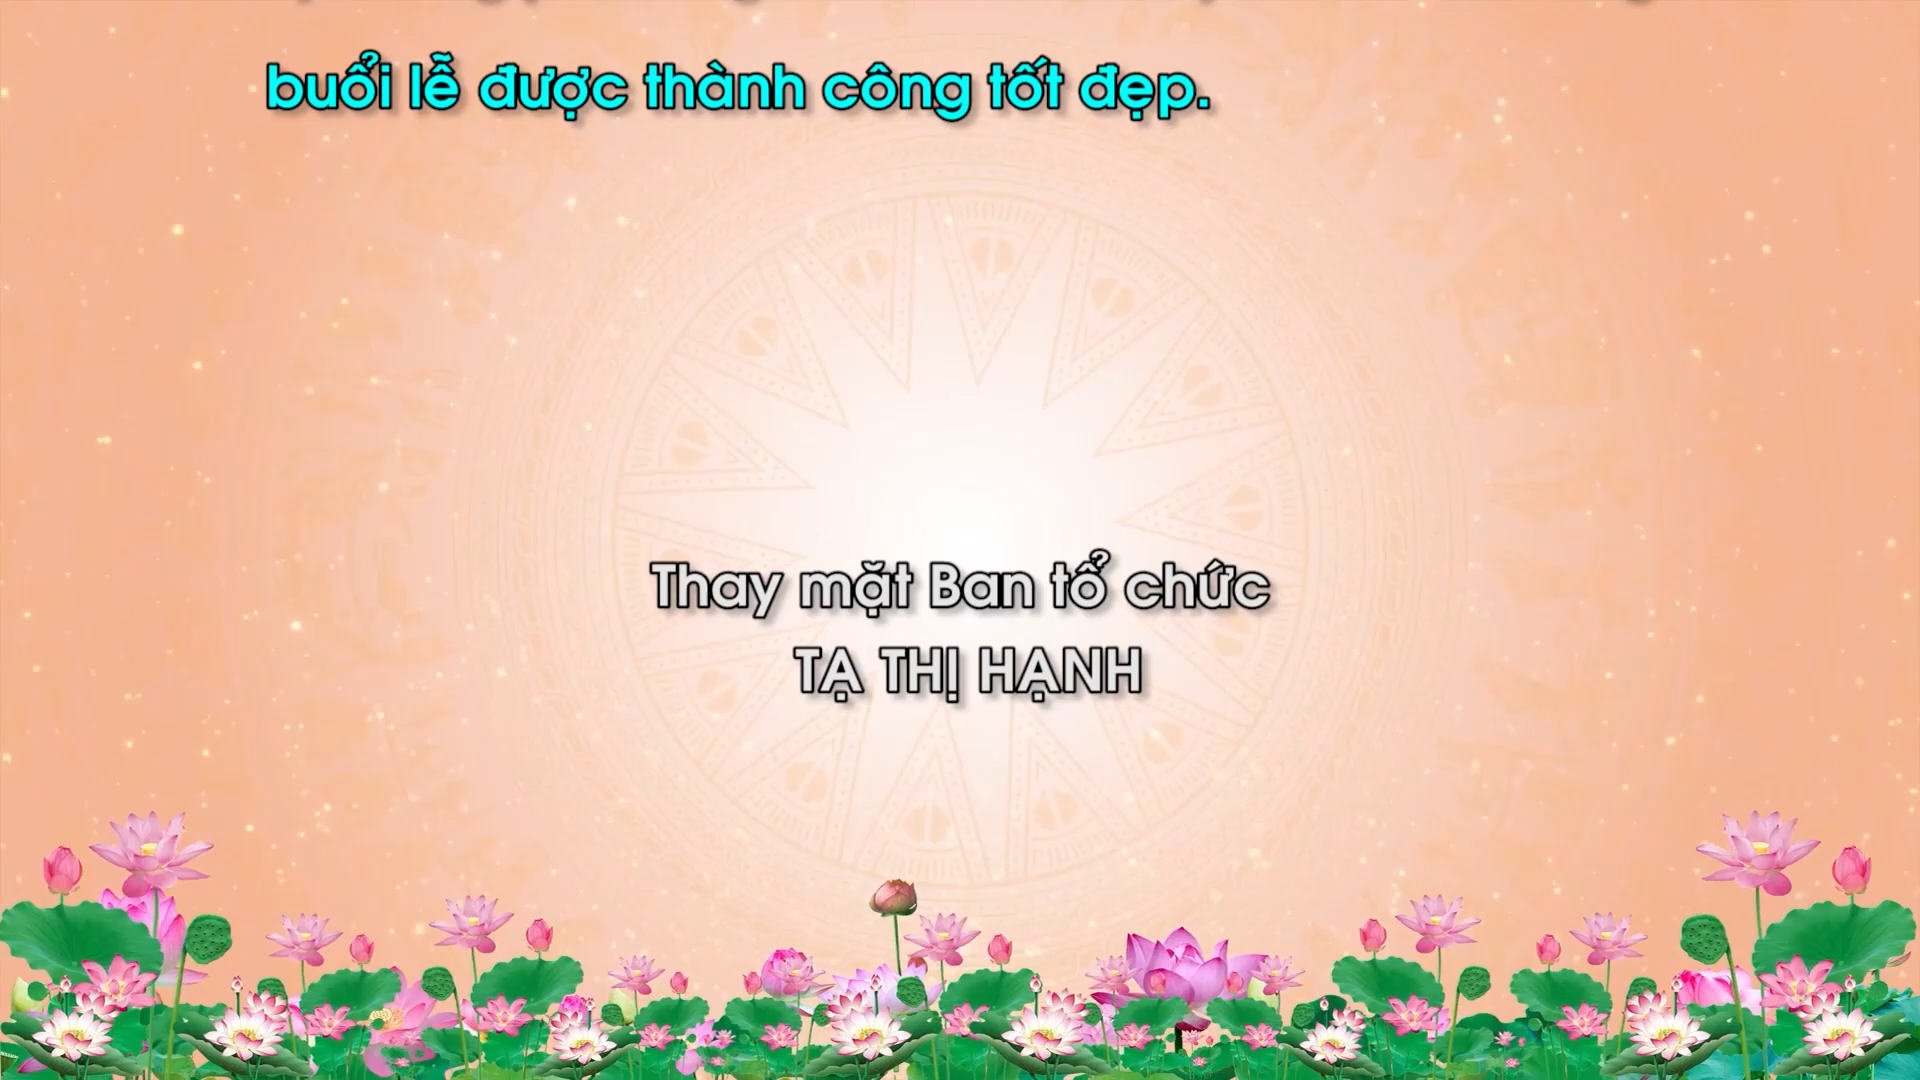 buổi lễ được thành công tốt đẹp.
Thay mặt Ban tổ chức
TẠ THỊ HẠNH